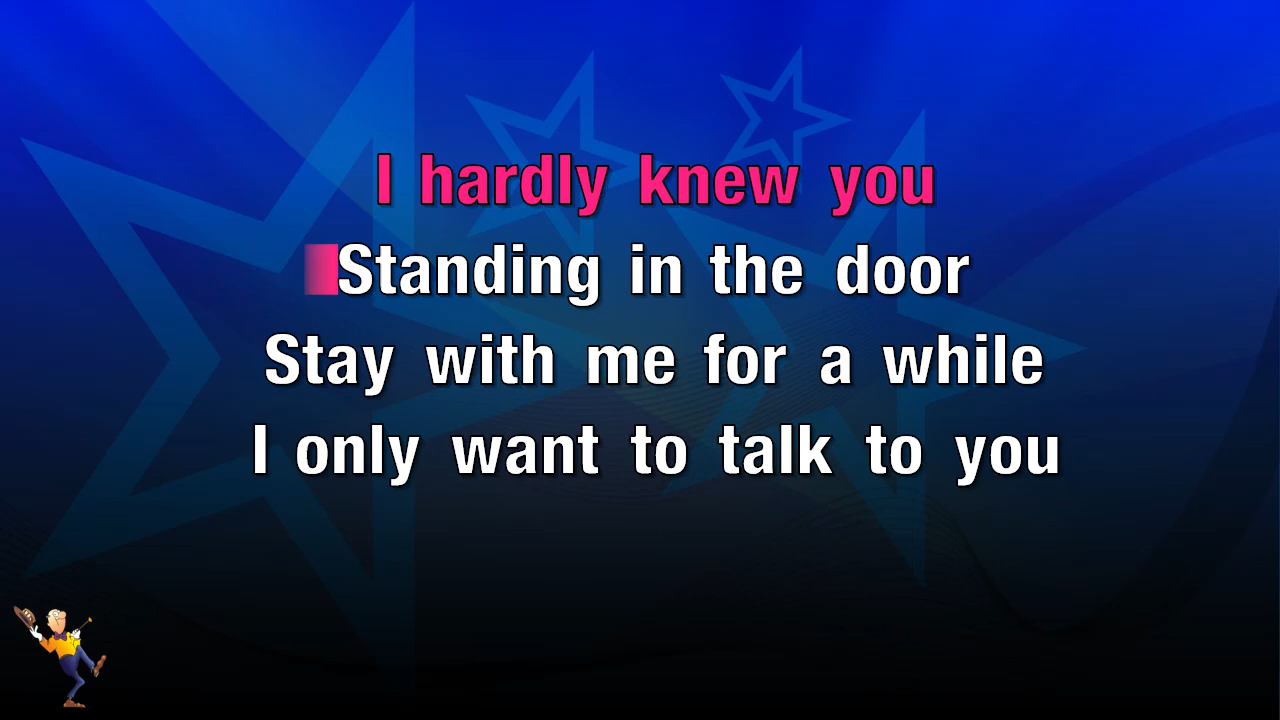 I hardly knew you
Standing in the door
Stay with me for a while
I only want to talk to you